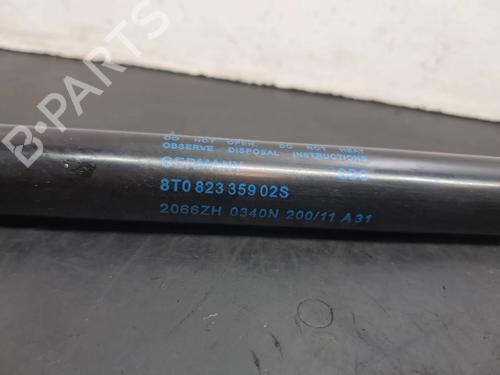 DO NOT OPEN. DO NOT HEAT
OBSERVE DISPOSAL INSTRUCTIONS
GERMANY
8T0 823 359 02S
2066ZH 0340N 200/11 A31
B-PARTS